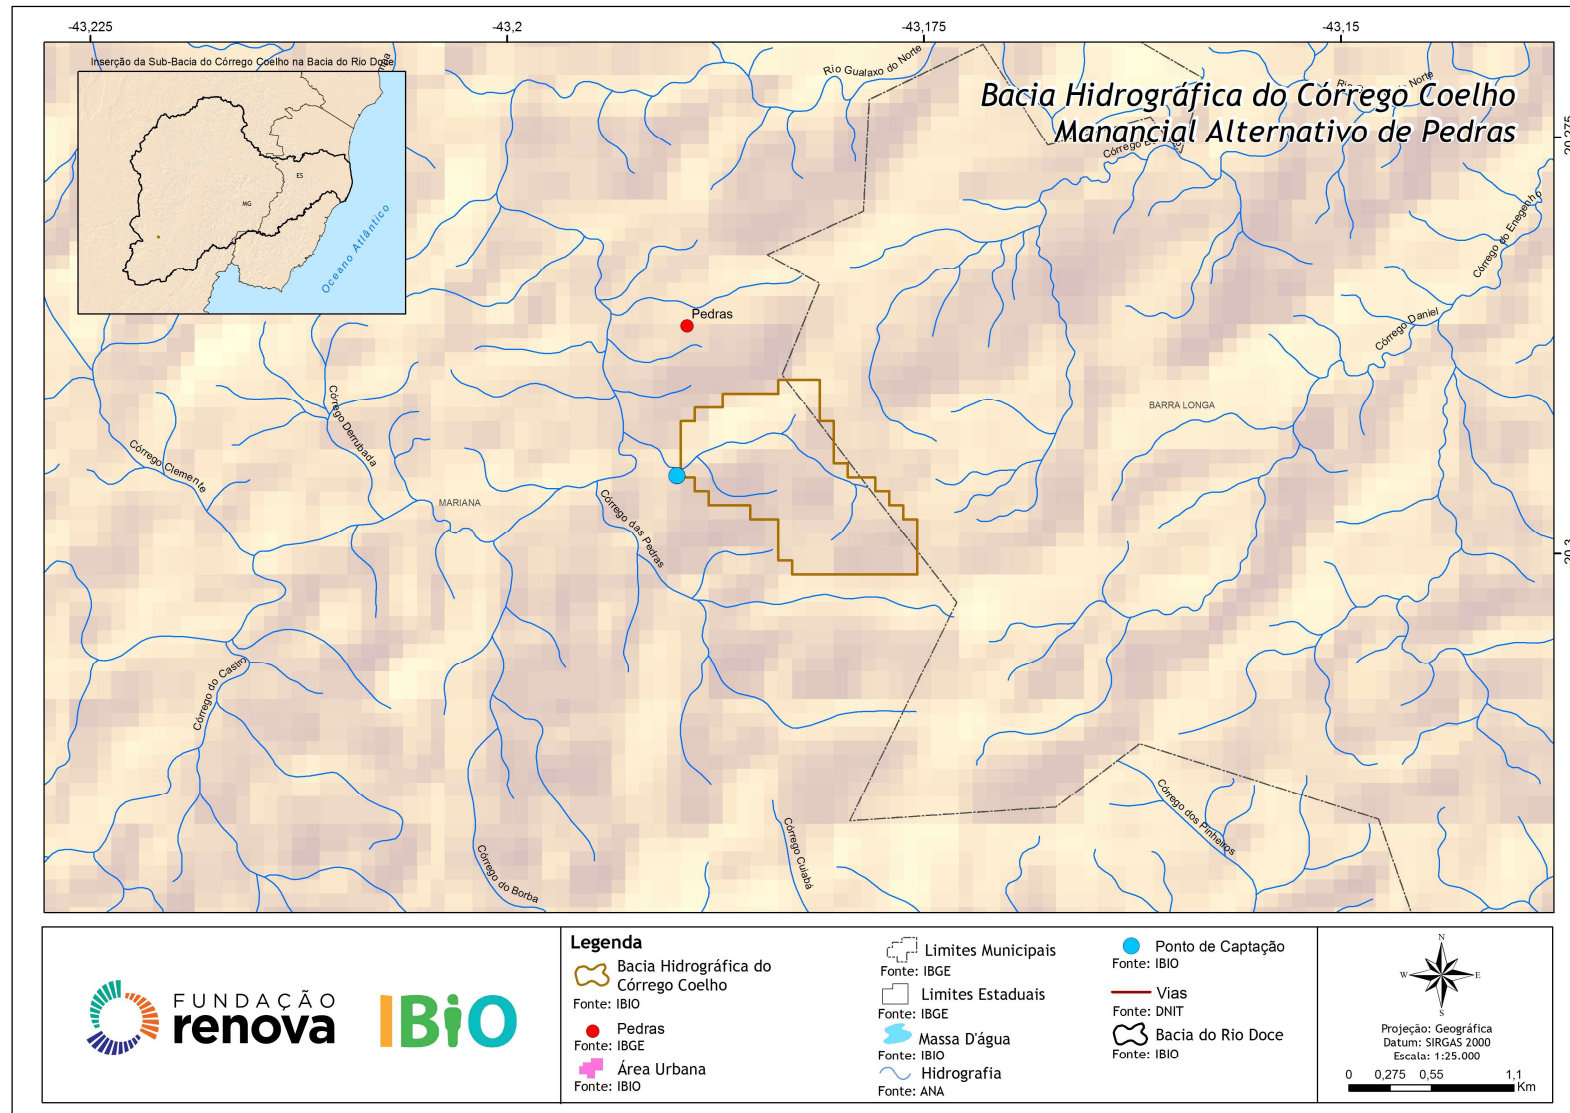 -43,225
-43,2
-43,175
-43,15
Inserção da Sub-Bacia do Córrego Coelho na Bacia do Rio Doce
MG
ES
Oceano Atlântico
Bacia Hidrográfica do Córrego Coelho
Manancial Alternativo de Pedras
Rio Gualaxo do Norte
Norte
20,3
Córrego do Enegenho
Córrego Daniel
Pedras
BARRA LONGA
Córrego Derrubada
Córrego Clemente
MARIANA
Córrego das Pedras
Córrego do Castro
Córrego dos Pinheiros
Córrego Cuiabá
Córrego do Borba
FUNDAÇÃO
renova
IBiO
Legenda
Bacia Hidrográfica do
Córrego Coelho
Fonte: IBIO
Pedras
Fonte: IBGE
Área Urbana
Fonte: IBIO
Limites Municipais
Fonte: IBGE
Limites Estaduais
Fonte: IBGE
Massa D'água
Fonte: IBIO
Hidrografia
Fonte: ANA
Ponto de Captação
Fonte: IBIO
Vias
Fonte: DNIT
Bacia do Rio Doce
Fonte: IBIO
N
W
E
S
Projeção: Geográfica
Datum: SIRGAS 2000
Escala: 1:25.000
0 0,275 0,55 1,1
Km